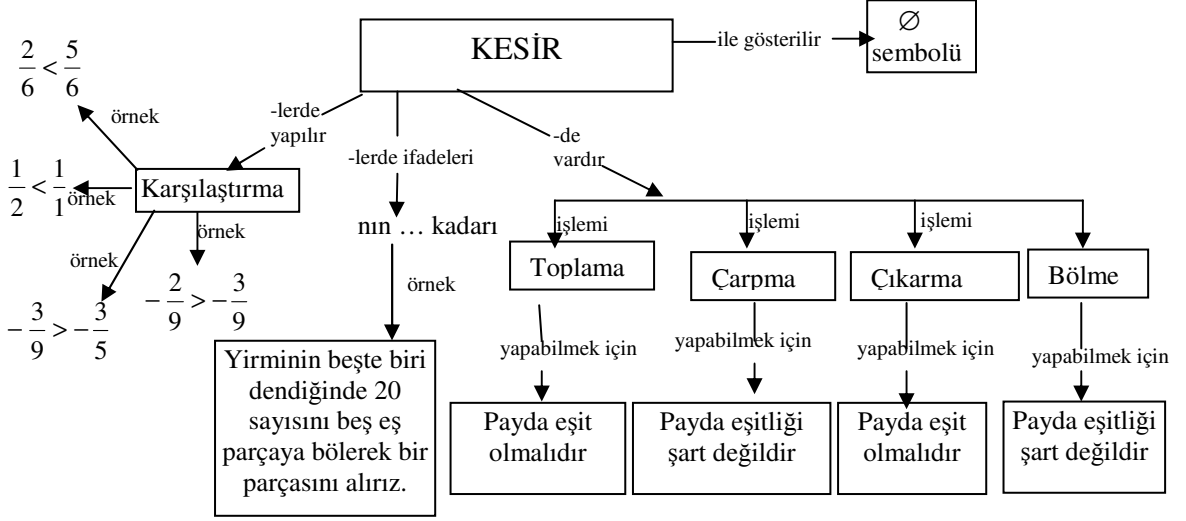 KESİR
ile gösterilir
∅
sembolü
2/6 < 5/6
örnek
-lerde
yapılır
-lerde ifadeleri
-de
vardır
1/2 < 1/1
örnek
Karşılaştırma
örnek
örnek
-3/9 > -3/5
-2/9 > -3/9
nın … kadarı
örnek
işlemi
işlemi
işlemi
Toplama
Çarpma
Çıkarma
Bölme
yapabilmek için
yapabilmek için
yapabilmek için
yapabilmek için
Yirminin beşte biri
dendiğinde 20
sayısını beş eş
parçaya bölerek bir
parçasını alırız.
Payda eşit
olmalıdır
Payda eşitliği
şart değildir
Payda eşit
olmalıdır
Payda eşitliği
şart değildir